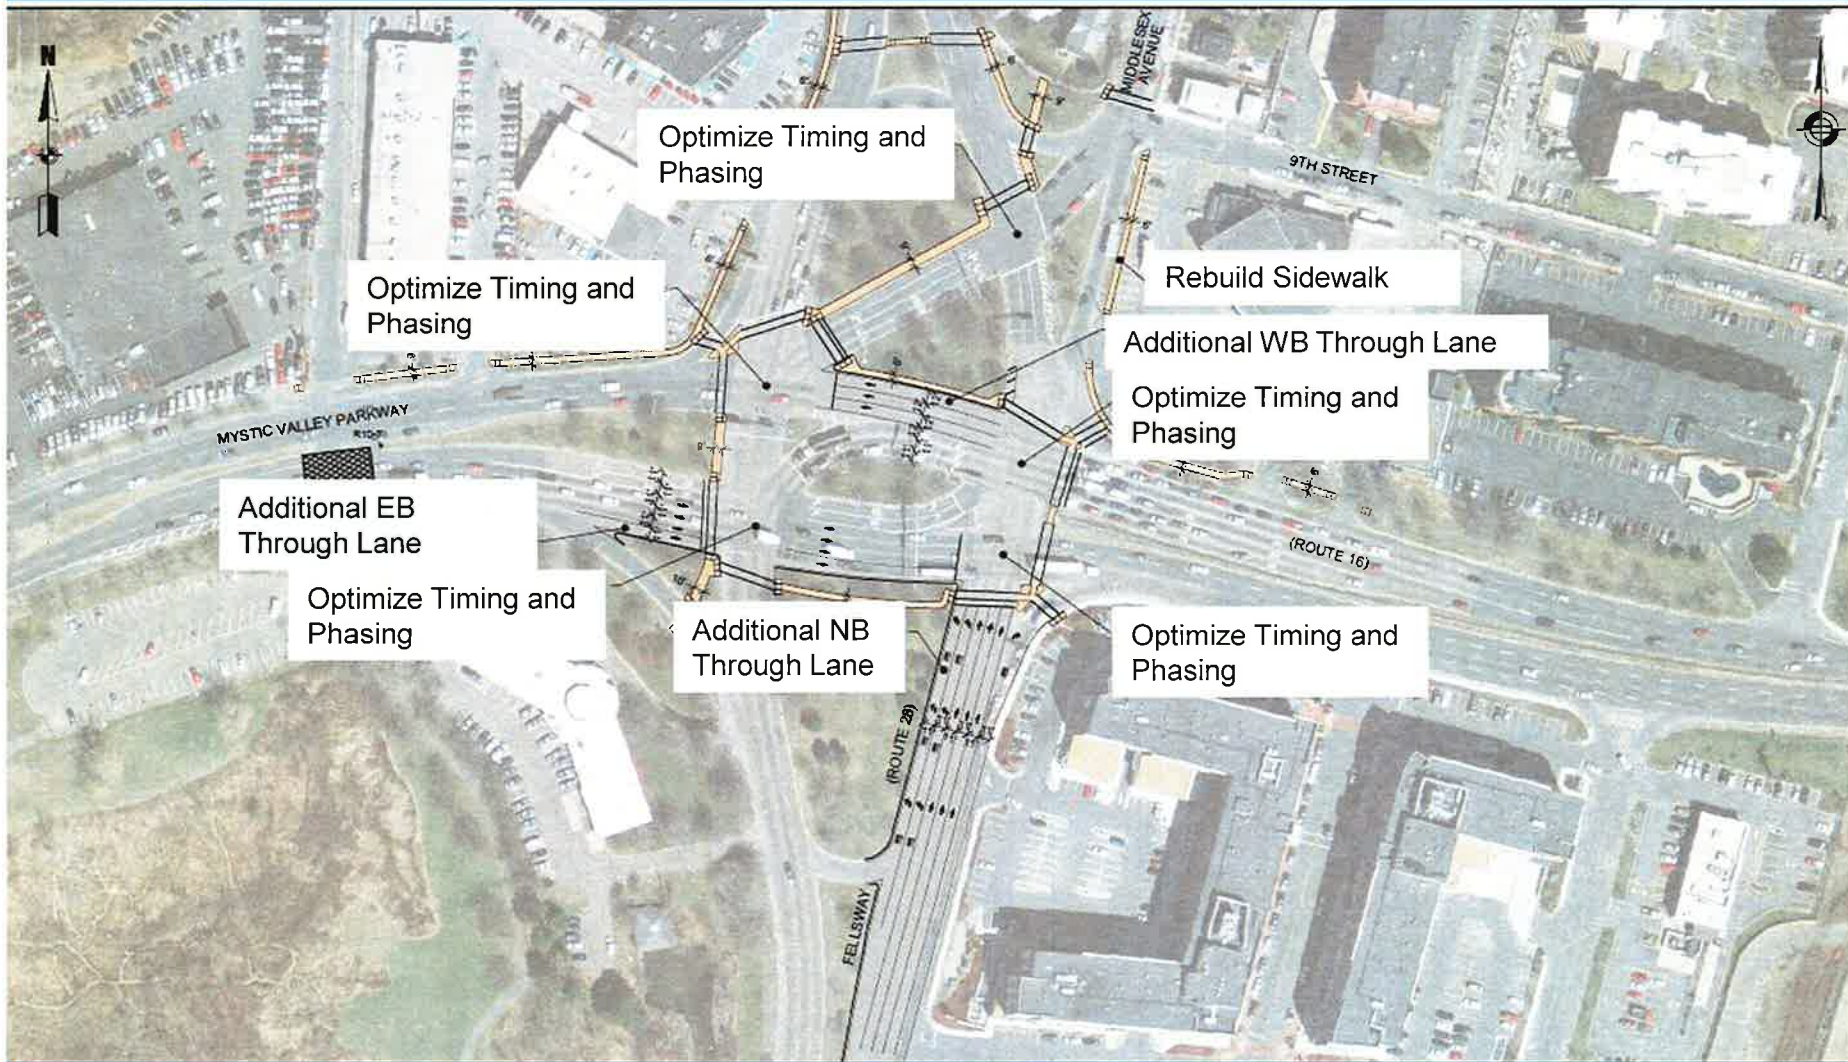 N
MIDDLESEX
AVENUE
Optimize Timing and
Phasing
9TH STREET
Optimize Timing and
Phasing
Rebuild Sidewalk
Additional WB Through Lane
Optimize Timing and
Phasing
MYSTIC VALLEY PARKWAY
Additional EB
Through Lane
(ROUTE 16)
Optimize Timing and
Phasing
Additional NB
Through Lane
Optimize Timing and
Phasing
(ROUTE 28)
FELLSWAY
10'